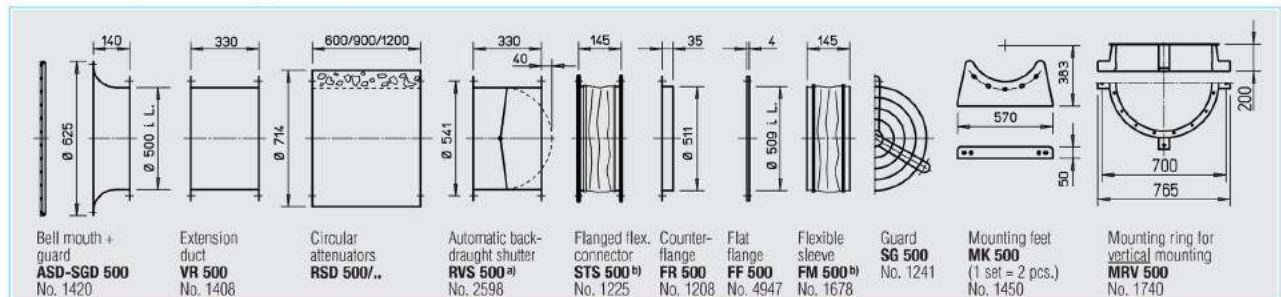 140
330
600/900/1200
330
40
145
35
4
145
383
200
Ø 625
Ø 500 i. L.
Ø 714
Ø 541
Ø 511
Ø 509 i. L.
570
50
700
765
Bell mouth +
guard
ASD-SGD 500
No. 1420
Extension
duct
VR 500
No. 1408
Circular
attenuators
RSD 500/..
Automatic back-
draught shutter
RVS 500 a)
No. 2598
Flanged flex.
connector
STS 500 b)
No. 1225
Counter-
flange
FR 500
No. 1208
Flat
flange
FF 500
No. 4947
Flexible
sleeve
FM 500 b)
No. 1678
Guard
SG 500
No. 1241
Mounting feet
MK 500
(1 set = 2 pcs.)
No. 1450
Mounting ring for
vertical mounting
MRV 500
No. 1740